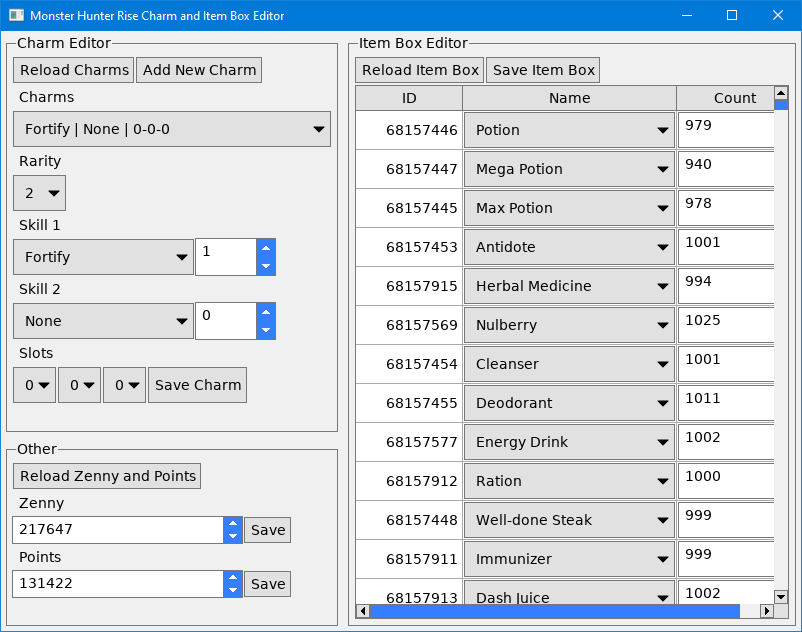 Monster Hunter Rise Charm and Item Box Editor
Charm Editor
Reload Charms Add New Charm
Charms
Fortify | None | 0-0-0
Rarity
2
Skill 1
Fortify 1
Skill 2
None 0
Slots
0 0 0 Save Charm
Other
Reload Zenny and Points
Zenny
217647 Save
Points
131422 Save
Item Box Editor
Reload Item Box Save Item Box
ID Name Count
68157446 Potion 979
68157447 Mega Potion 940
68157445 Max Potion 978
68157453 Antidote 1001
68157915 Herbal Medicine 994
68157569 Nulberry 1025
68157454 Cleanser 1001
68157455 Deodorant 1011
68157577 Energy Drink 1002
68157912 Ration 1000
68157448 Well-done Steak 999
68157911 Immunizer 999
68157913 Dash Juice 1002